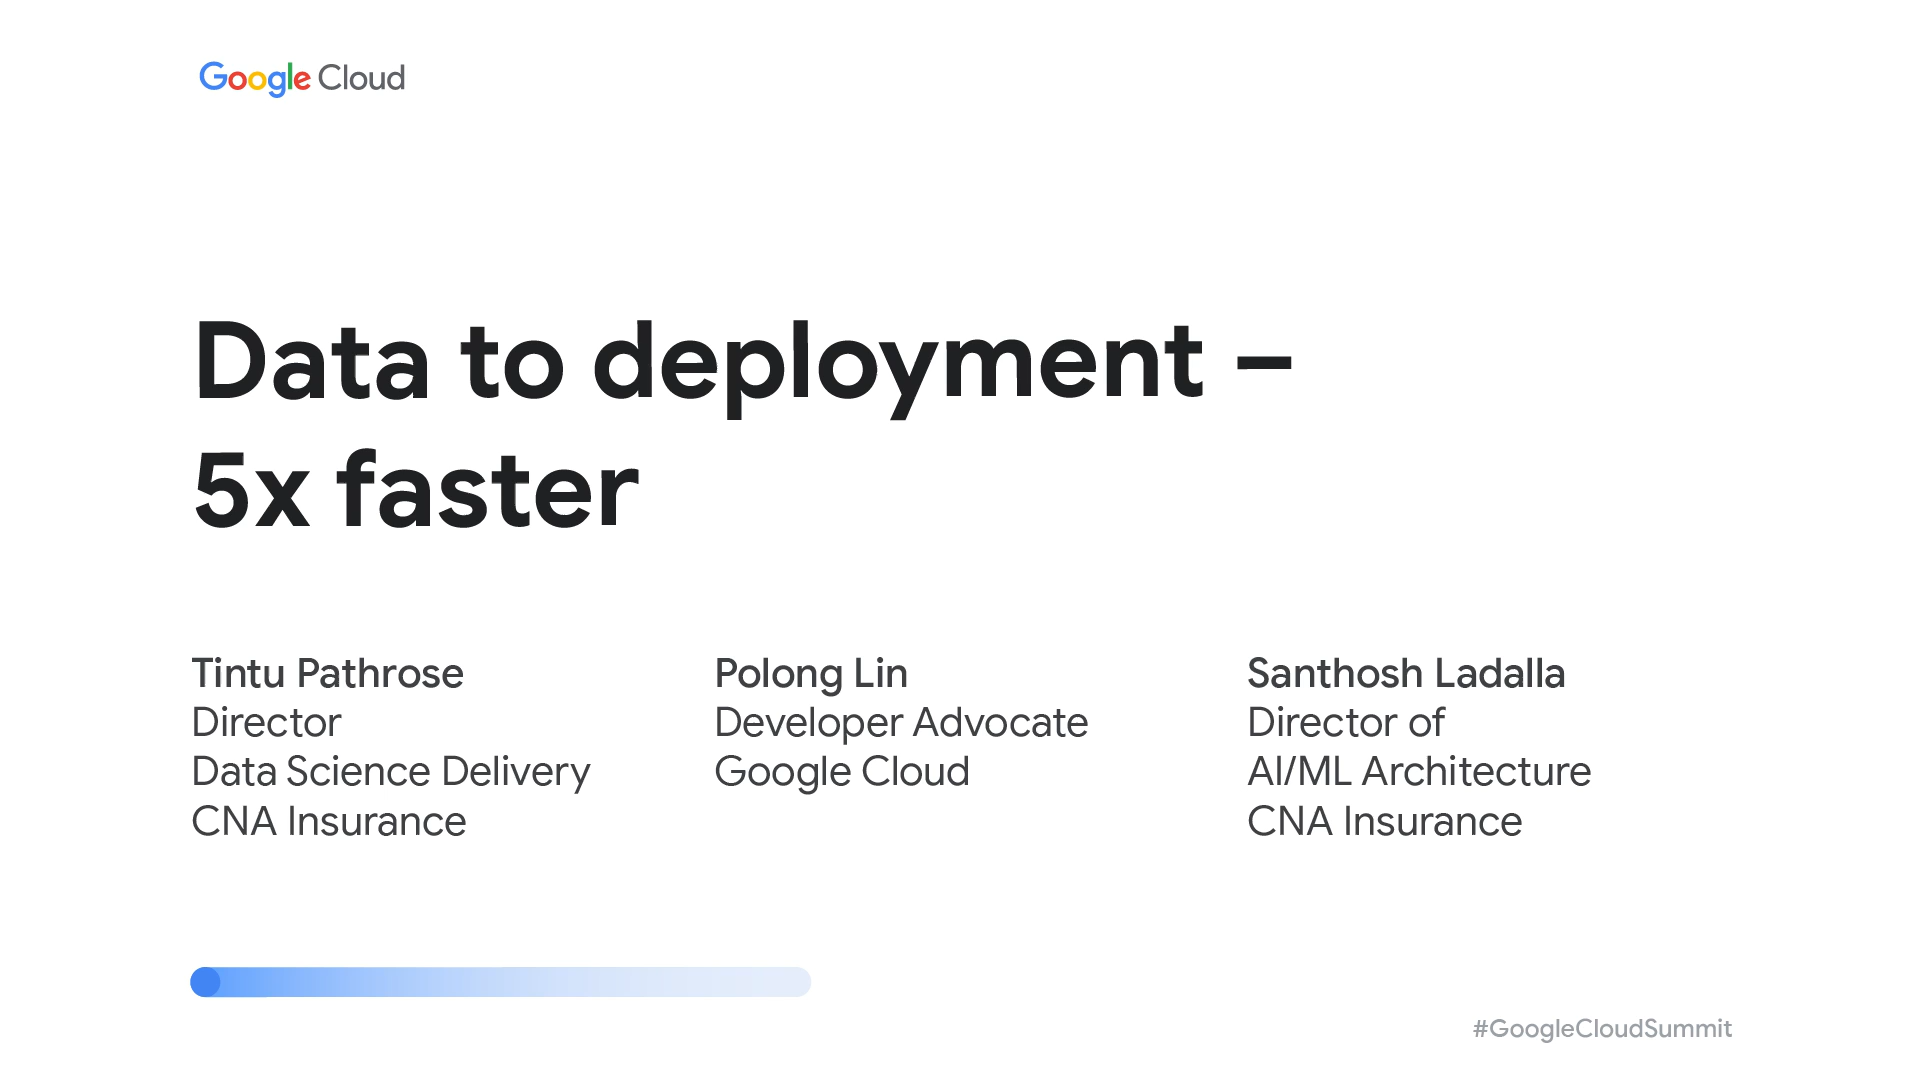 Google Cloud
Data to deployment –
5x faster
Tintu Pathrose
Director
Data Science Delivery
CNA Insurance
Polong Lin
Developer Advocate
Google Cloud
Santhosh Ladalla
Director of
AI/ML Architecture
CNA Insurance
#GoogleCloudSummit